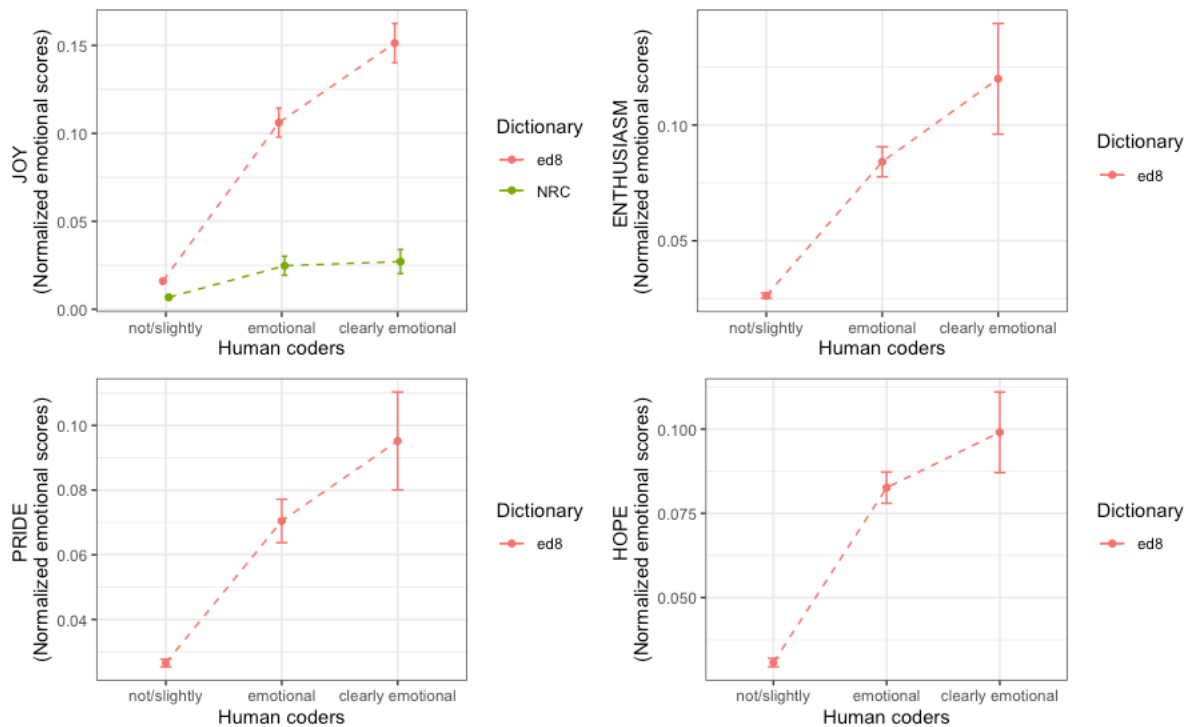 JOY
(Normalized emotional scores)
0.15
0.10
0.05
0.00
not/slightly emotional clearly emotional
Human coders
Dictionary
ed8
NRC
ENTHUSIASM
(Normalized emotional scores)
0.10
0.05
not/slightly emotional clearly emotional
Human coders
Dictionary
ed8
PRIDE
(Normalized emotional scores)
0.10
0.08
0.06
0.04
not/slightly emotional clearly emotional
Human coders
Dictionary
ed8
HOPE
(Normalized emotional scores)
0.100
0.075
0.050
not/slightly emotional clearly emotional
Human coders
Dictionary
ed8